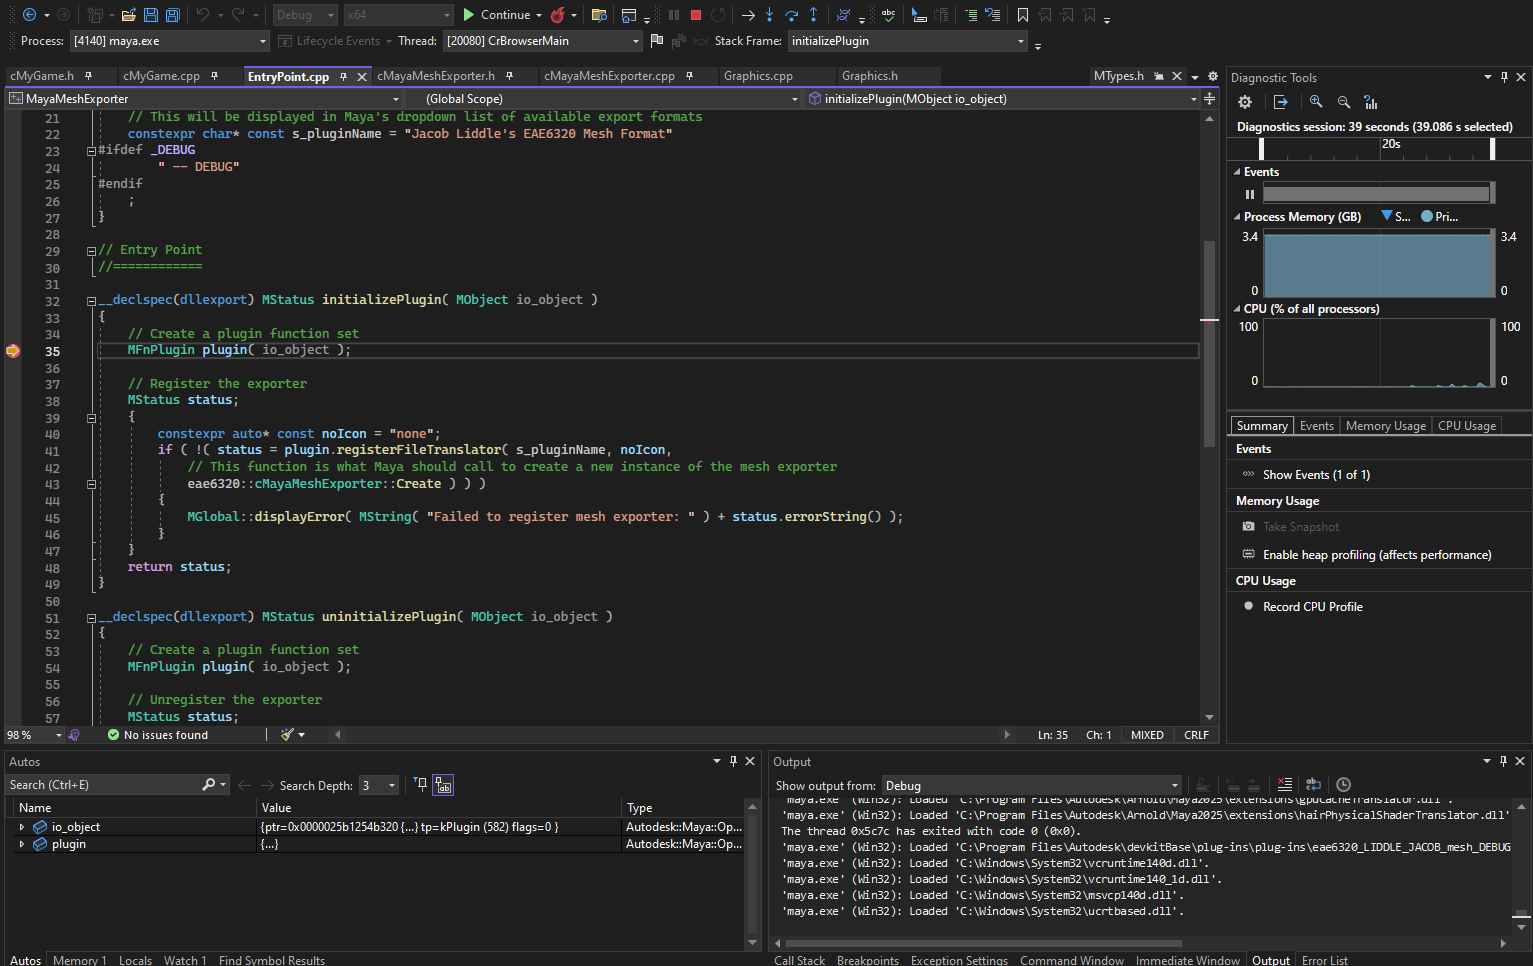 Debug
x64
Continue
Process: [4140] maya.exe
Lifecycle Events
Thread: [20080] CrBrowserMain
Stack Frame: initializePlugin
cMyGame.h
cMyGame.cpp
EntryPoint.cpp
cMayaMeshExporter.h
cMayaMeshExporter.cpp
Graphics.cpp
Graphics.h
MTypes.h
MayaMeshExporter
(Global Scope)
initializePlugin(MObject io_object)
21 // This will be displayed in Maya's dropdown list of available export formats
22 constexpr char* const s_pluginName = "Jacob Liddle's EAE6320 Mesh Format"
23 #ifdef _DEBUG
24 " -- DEBUG"
25 #endif
26 ;
27 }
28
29 // Entry Point
30 //============
31
32 __declspec(dllexport) MStatus initializePlugin( MObject io_object )
33 {
34 // Create a plugin function set
35 MFnPlugin plugin( io_object );
36
37 // Register the exporter
38 MStatus status;
39 {
40 constexpr auto* const noIcon = "none";
41 if ( !( status = plugin.registerFileTranslator( s_pluginName, noIcon,
42 // This function is what Maya should call to create a new instance of the mesh exporter
43 eae6320::cMayaMeshExporter::Create ) ) )
44 {
45 MGlobal::displayError( MString( "Failed to register mesh exporter: " ) + status.errorString() );
46 }
47 }
48 return status;
49 }
50
51 __declspec(dllexport) MStatus uninitializePlugin( MObject io_object )
52 {
53 // Create a plugin function set
54 MFnPlugin plugin( io_object );
55
56 // Unregister the exporter
57 MStatus status;
98 %
No issues found
Ln: 35 Ch: 1 MIXED CRLF
Diagnostic Tools
Diagnostics session: 39 seconds (39.086 s selected)
20s
Events
Process Memory (GB) S... Pri...
3.4 3.4
0 0
CPU (% of all processors)
100 100
0 0
Summary Events Memory Usage CPU Usage
Events
Show Events (1 of 1)
Memory Usage
Take Snapshot
Enable heap profiling (affects performance)
CPU Usage
Record CPU Profile
Autos
Search (Ctrl+E)
Search Depth: 3
Name Value Type
io_object {ptr=0x0000025b1254b320 {...} tp=kPlugin (582) flags=0 } Autodesk::Maya::Op...
plugin {...} Autodesk::Maya::Op...
Autos Memory 1 Locals Watch 1 Find Symbol Results
Output
Show output from: Debug
'maya.exe' (Win32): Loaded 'C:\Program Files\Autodesk\Arnold\Maya2025\extensions\gpuCacheTranslator.dll'.
'maya.exe' (Win32): Loaded 'C:\Program Files\Autodesk\Arnold\Maya2025\extensions\hairPhysicalShaderTranslator.dll'
The thread 0x5c7c has exited with code 0 (0x0).
'maya.exe' (Win32): Loaded 'C:\Program Files\Autodesk\devkitBase\plug-ins\plug-ins\eae6320_LIDDLE_JACOB_mesh_DEBUG
'maya.exe' (Win32): Loaded 'C:\Windows\System32\vcruntime140d.dll'.
'maya.exe' (Win32): Loaded 'C:\Windows\System32\vcruntime140_1d.dll'.
'maya.exe' (Win32): Loaded 'C:\Windows\System32\msvcp140d.dll'.
'maya.exe' (Win32): Loaded 'C:\Windows\System32\ucrtbased.dll'.
Call Stack Breakpoints Exception Settings Command Window Immediate Window Output Error List